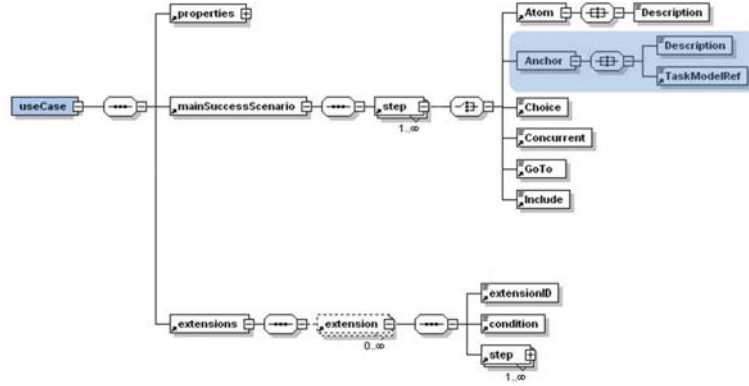 properties
Atom
Description
Anchor
Description
TaskModelRef
useCase
mainSuccessScenario
step
1..∞
Choice
Concurrent
GoTo
Include
extensions
extension
0..∞
extensionID
condition
step
1..∞